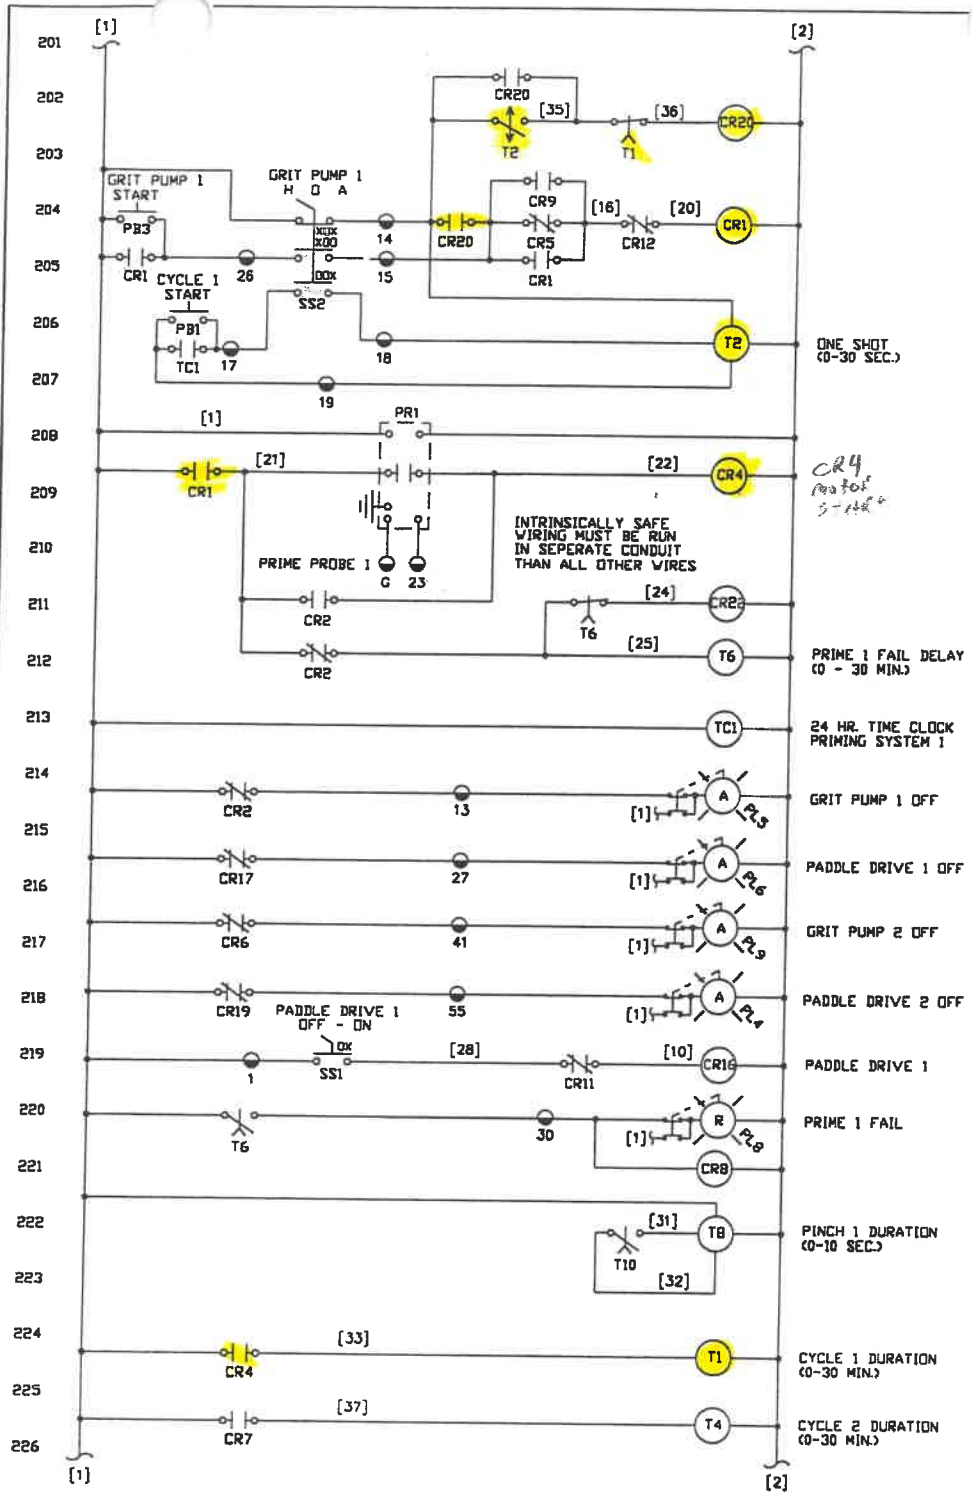 [1]
[2]
201
202
CR20
[35]
[36]
CR20
T2
T1
203
GRIT PUMP 1
START
GRIT PUMP 1
H O A
CR9
204
PB3
XOX
XOO
14
CR20
CR5
[16]
CR12
[20]
CR1
205
CR1
26
15
CR1
CYCLE 1
START
OOX
SS2
206
PB1
TC1
17
18
T2
ONE SHOT
(0-30 SEC.)
207
19
208
[1]
PR1
[21]
[22]
CR1
CR4
CR4
motor
209
210
INTRINSICALLY SAFE
WIRING MUST BE RUN
IN SEPERATE CONDUIT
THAN ALL OTHER WIRES
PRIME PROBE 1
G
23
211
CR2
T6
[24]
CR22
212
CR2
[25]
T6
PRIME 1 FAIL DELAY
(0 - 30 MIN.)
213
TC1
24 HR. TIME CLOCK
PRIMING SYSTEM 1
214
CR2
13
[1]
A
PL5
GRIT PUMP 1 OFF
215
CR17
27
[1]
A
PL6
PADDLE DRIVE 1 OFF
216
CR6
41
[1]
A
PL9
GRIT PUMP 2 OFF
217
218
CR19
55
[1]
A
PL4
PADDLE DRIVE 2 OFF
PADDLE DRIVE 1
OFF - ON
219
1
OX
SS1
[28]
CR11
[10]
CR16
PADDLE DRIVE 1
220
T6
30
[1]
R
PL8
PRIME 1 FAIL
221
CR8
222
T10
[31]
T8
PINCH 1 DURATION
(0-10 SEC.)
223
[32]
224
CR4
[33]
T1
CYCLE 1 DURATION
(0-30 MIN.)
225
CR7
[37]
T4
CYCLE 2 DURATION
(0-30 MIN.)
226
[1]
[2]